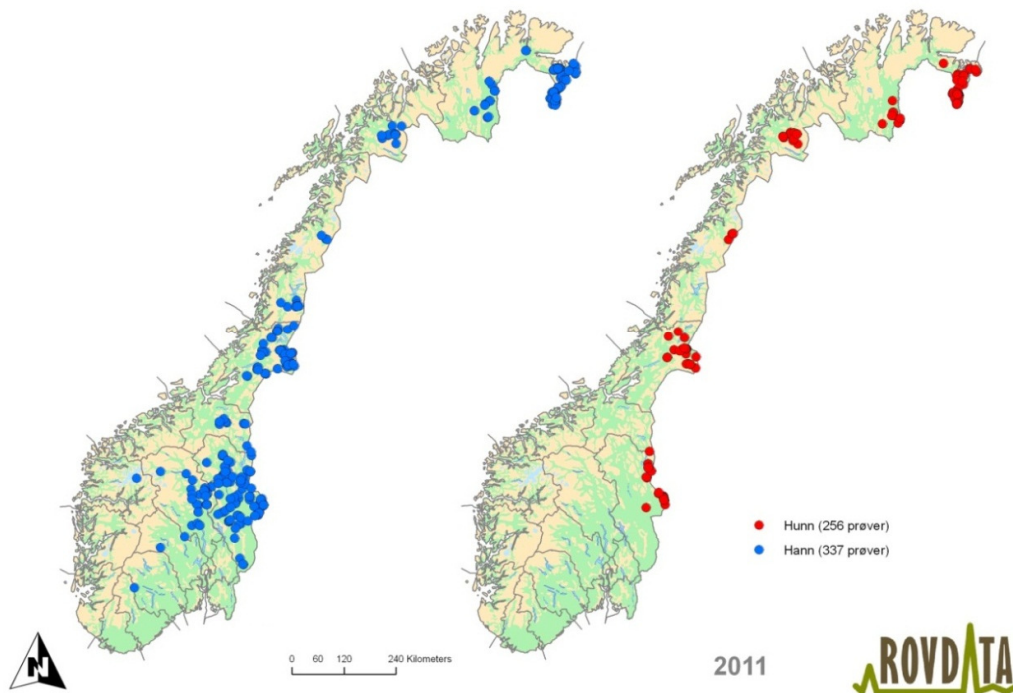 Hunn (256 prøver)
Hann (337 prøver)
N
0 60 120 240 Kilometers
2011
ROVDATA